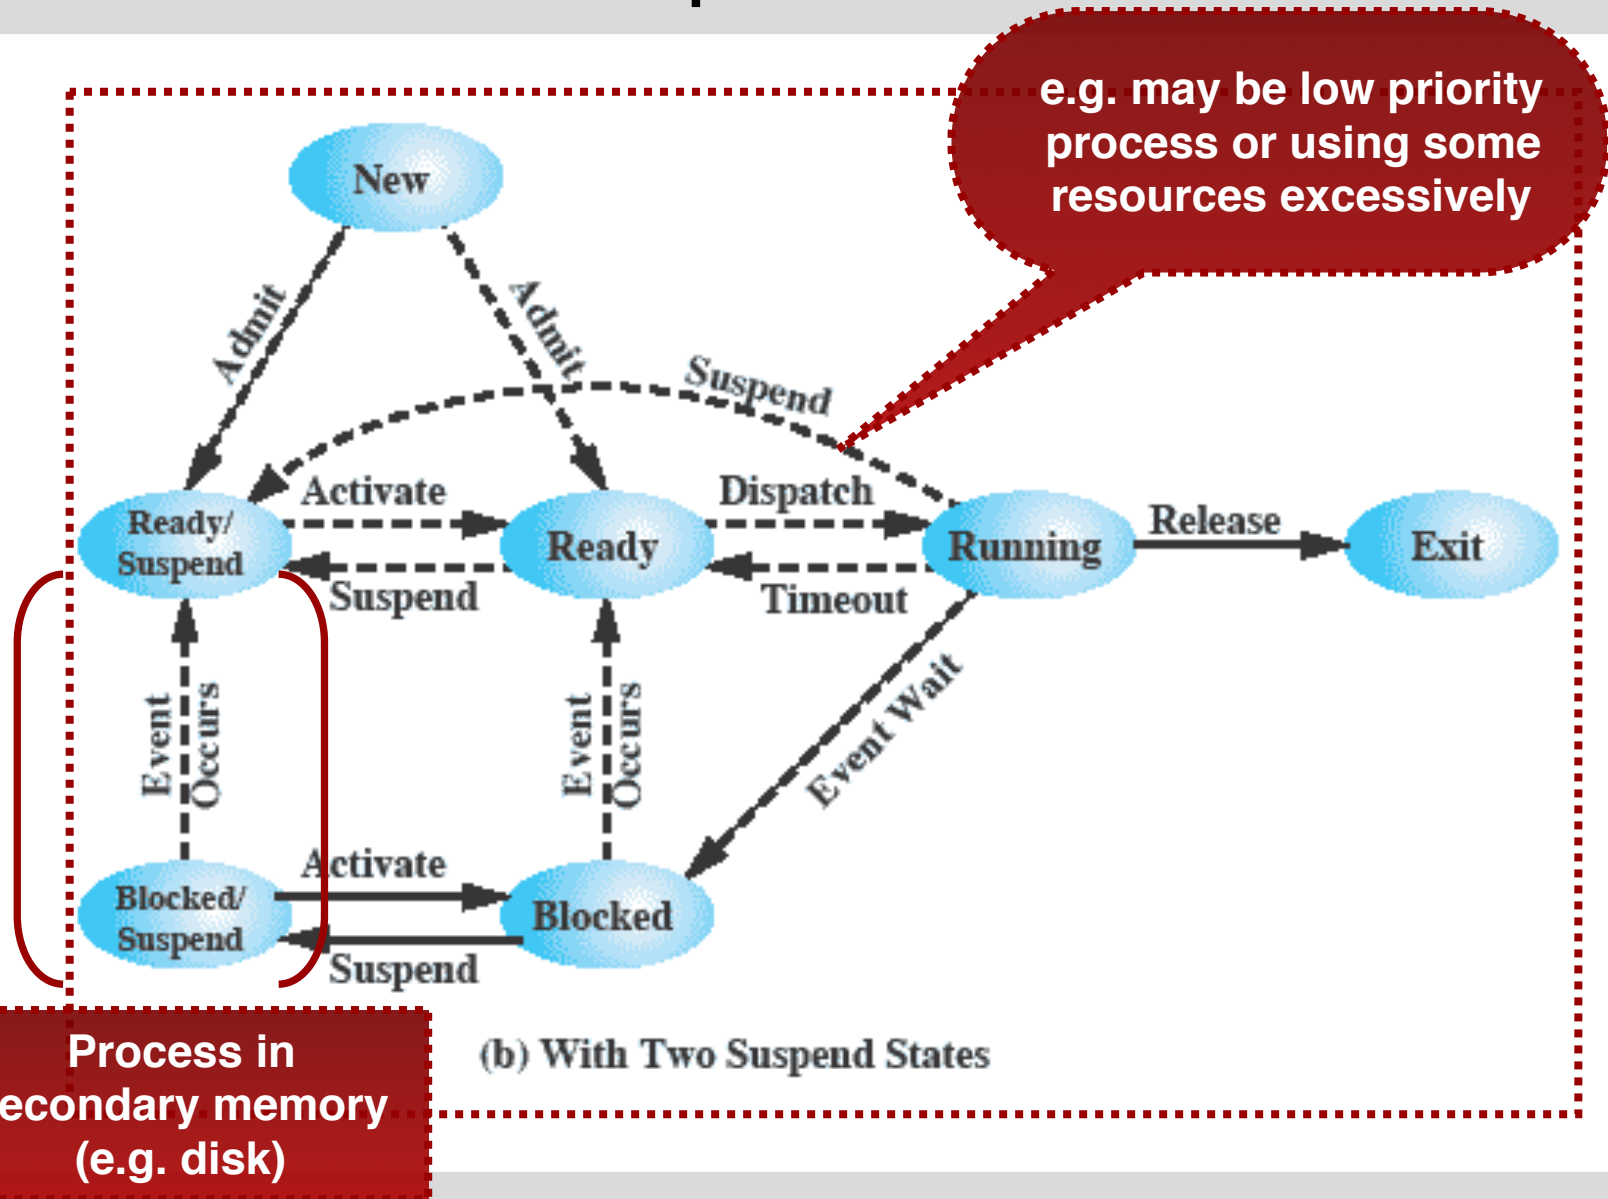 e.g. may be low priority
process or using some
resources excessively
New
Admit
Admit
Suspend
Activate
Dispatch
Release
Ready/
Suspend
Ready
Running
Exit
Suspend
Timeout
Event
Occurs
Event
Occurs
Event Wait
Activate
Blocked/
Suspend
Blocked
Suspend
(b) With Two Suspend States
Process in
econdary memory
(e.g. disk)